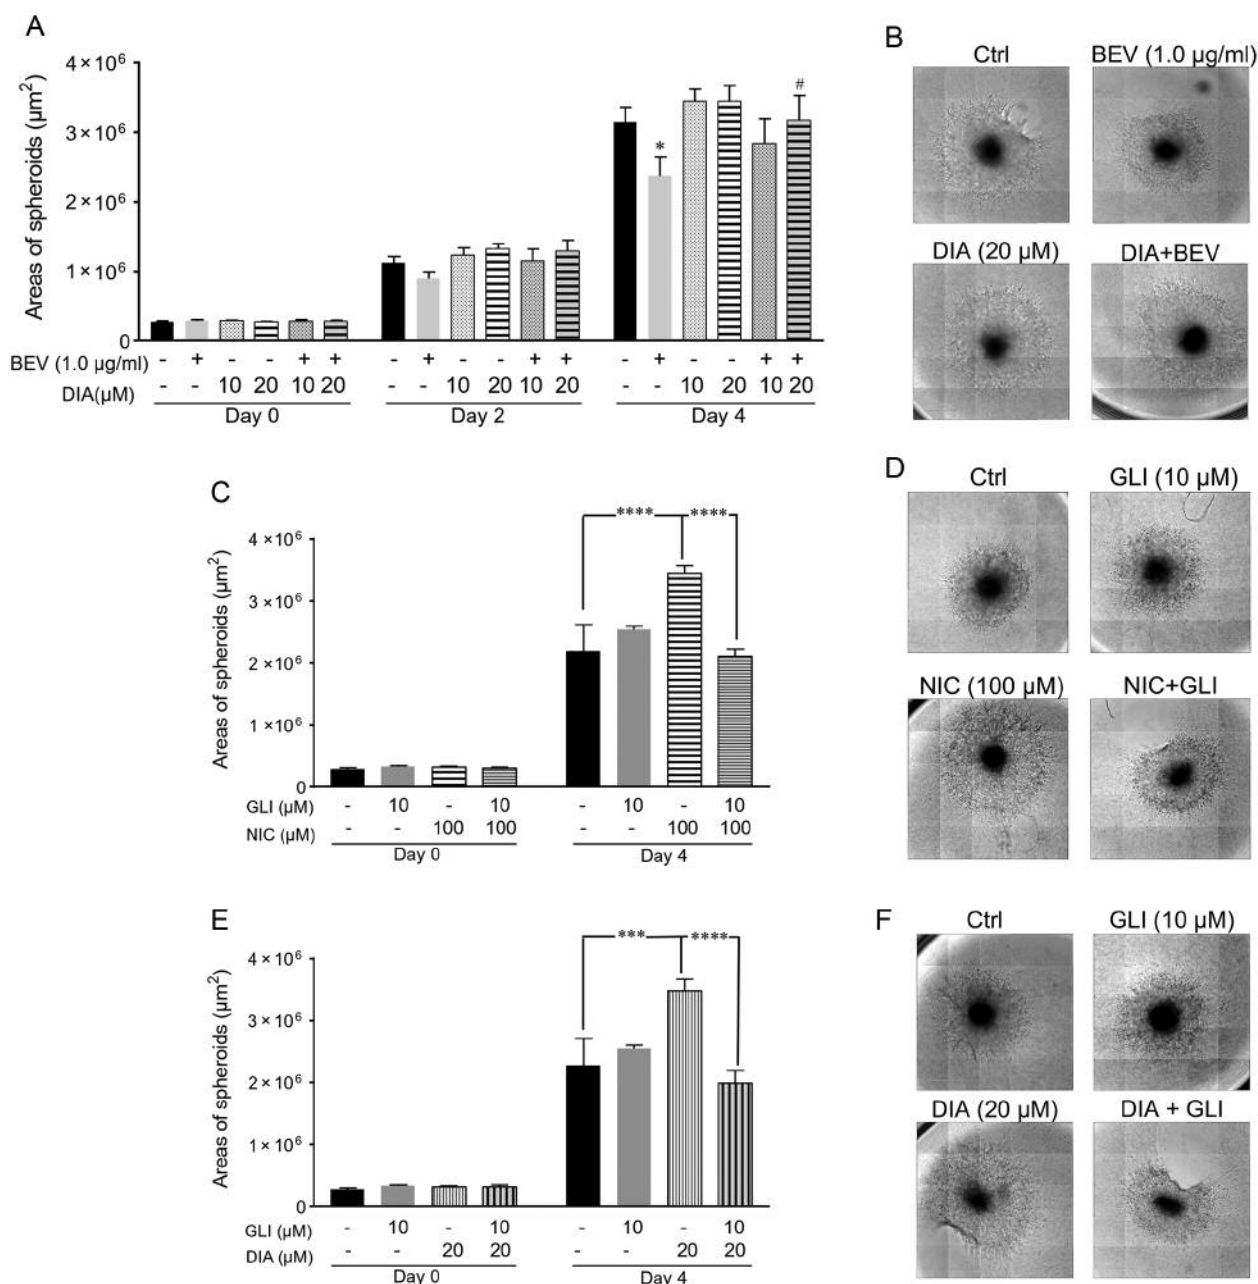 A
Areas of spheroids (µm²)
4 × 10⁶
3 × 10⁶
2 × 10⁶
1 × 10⁶
0
*
#
BEV (1.0 µg/ml) - + - - + + - + - - + + - + - - + +
DIA(µM) - - 10 20 10 20 - - 10 20 10 20 - - 10 20 10 20
Day 0 Day 2 Day 4
B
Ctrl BEV (1.0 µg/ml)
DIA (20 µM) DIA+BEV
C
Areas of spheroids (µm²)
4 × 10⁶
3 × 10⁶
2 × 10⁶
1 × 10⁶
0
**** ****
GLI (µM) - 10 - 10 - 10 - 10
NIC (µM) - - 100 100 - - 100 100
Day 0 Day 4
D
Ctrl GLI (10 µM)
NIC (100 µM) NIC+GLI
E
Areas of spheroids (µm²)
4 × 10⁶
3 × 10⁶
2 × 10⁶
1 × 10⁶
0
*** ****
GLI (µM) - 10 - 10 - 10 - 10
DIA (µM) - - 20 20 - - 20 20
Day 0 Day 4
F
Ctrl GLI (10 µM)
DIA (20 µM) DIA + GLI